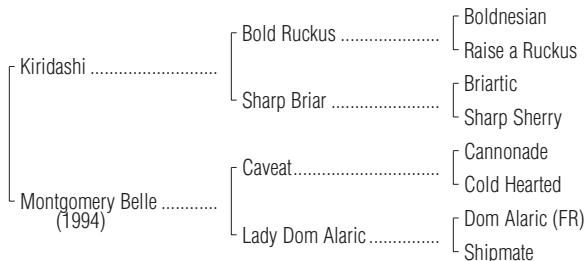 Boldnesian
Bold Ruckus ....................
Raise a Ruckus
Kiridashi ..........................
Briartic
Sharp Briar ......................
Sharp Sherry
Cannonade
Caveat..............................
Cold Hearted
Montgomery Belle ............
(1994)
Dom Alaric (FR)
Lady Dom Alaric...............
Shipmate